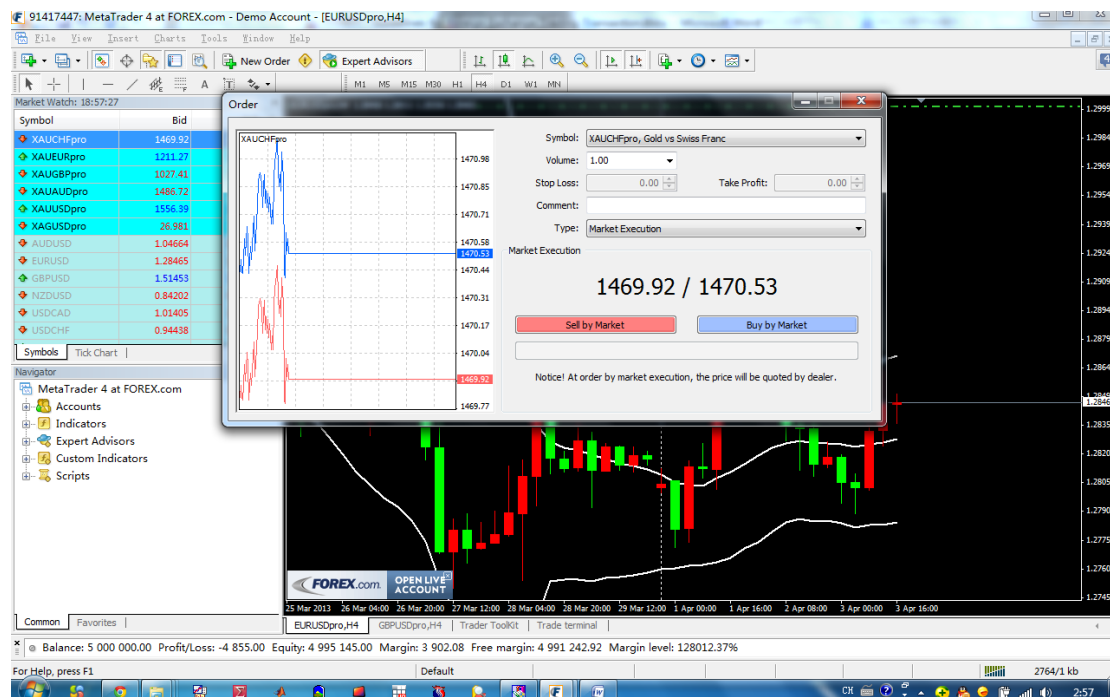 91417447: MetaTrader 4 at FOREX.com - Demo Account - [EURUSDpro,H4]
File View Insert Charts Tools Window Help
New Order Expert Advisors
A T M1 M5 M15 M30 H1 H4 D1 W1 MN
Market Watch: 18:57:27
Symbol Bid
XAUCHFpro 1469.92
XAUEURpro 1211.27
XAUGBPpro 1027.41
XAUAUDpro 1486.72
XAUUSDpro 1556.39
XAGUSDpro 26.981
AUDUSD 1.04664
EURUSD 1.28465
GBPUSD 1.51453
NZDUSD 0.84202
USDCAD 1.01405
USDCHF 0.94438
Symbols Tick Chart
Navigator
MetaTrader 4 at FOREX.com
Accounts
Indicators
Expert Advisors
Custom Indicators
Scripts
Common Favorites
Order
XAUCHFpro
1470.98
1470.85
1470.71
1470.58
1470.53
1470.44
1470.31
1470.17
1470.04
1469.92
1469.77
Symbol: XAUCHFpro, Gold vs Swiss Franc
Volume: 1.00
Stop Loss: 0.00 Take Profit: 0.00
Comment:
Type: Market Execution
Market Execution
1469.92 / 1470.53
Sell by Market Buy by Market
Notice! At order by market execution, the price will be quoted by dealer.
1.2999
1.2984
1.2969
1.2954
1.2939
1.2924
1.2909
1.2894
1.2879
1.2864
1.2846
1.2835
1.2820
1.2805
1.2790
1.2775
1.2760
1.2745
FOREX.com OPEN LIVE ACCOUNT
25 Mar 2013 26 Mar 04:00 26 Mar 20:00 27 Mar 12:00 28 Mar 04:00 28 Mar 20:00 29 Mar 12:00 1 Apr 00:00 1 Apr 16:00 2 Apr 08:00 3 Apr 00:00 3 Apr 16:00
EURUSDpro,H4 GBPUSDpro,H4 Trader ToolKit Trade terminal
Balance: 5 000 000.00 Profit/Loss: -4 855.00 Equity: 4 995 145.00 Margin: 3 902.08 Free margin: 4 991 242.92 Margin level: 128012.37%
For Help, press F1 Default 2764/1 kb
CH 2:57